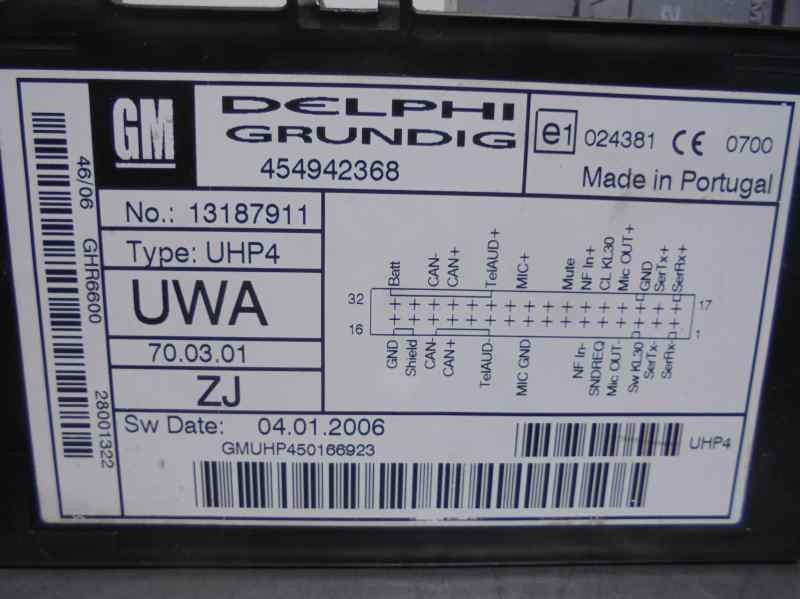 GM
DELPHI
GRUNDIG
454942368
e1 024381 CE 0700
Made in Portugal
46/06 GHR6600 28001322
No.: 13187911
Type: UHP4
UWA
70.03.01
ZJ
Batt CAN- CAN+ TelAUD+ MIC+ Mute NF In+ CL KL30 Mic OUT+ GND SerTx+ SerRx+
32 17
16 1
GND Shield CAN- CAN+ TelAUD- MIC GND NF In- SNDREQ Mic OUT- Sw KL30 SerTx- SerRx-
Sw Date: 04.01.2006
GMUHP450166923
UHP4